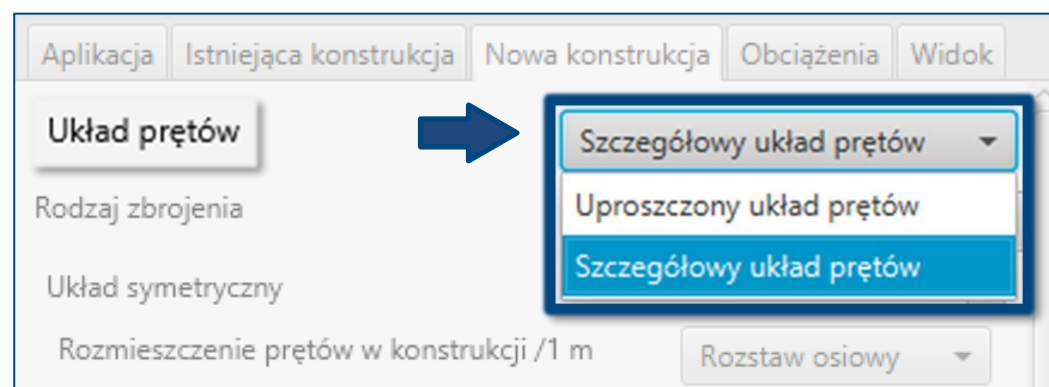 Aplikacja Istniejąca konstrukcja Nowa konstrukcja Obciążenia Widok
Układ prętów Szczegółowy układ prętów
Uproszczony układ prętów
Rodzaj zbrojenia
Szczegółowy układ prętów
Układ symetryczny
Rozmieszczenie prętów w konstrukcji /1 m Rozstaw osiowy